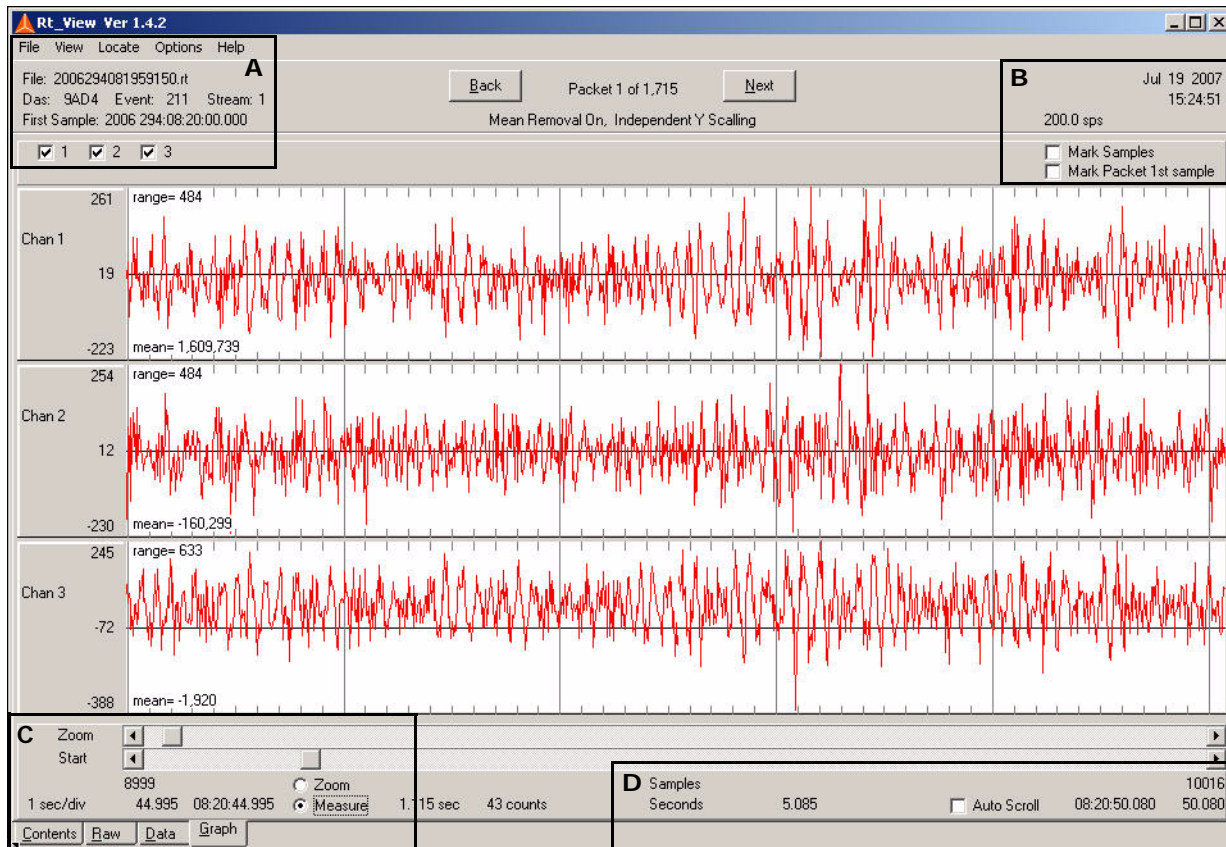 Rt_View Ver 1.4.2
File View Locate Options Help
A
File: 2006294081959150.rt
Das: 9AD4 Event: 211 Stream: 1
First Sample: 2006 294:08:20:00.000
Back Packet 1 of 1,715 Next
Mean Removal On, Independent Y Scalling
B
Jul 19 2007
15:24:51
200.0 sps
1 2 3
Mark Samples
Mark Packet 1st sample
261 range= 484
Chan 1
19
-223 mean= 1,609,739
254 range= 484
Chan 2
12
-230 mean= -160,299
245 range= 633
Chan 3
-72
-388 mean= -1,920
C Zoom
Start
8999 Zoom
1 sec/div 44.995 08:20:44.995 Measure 1.115 sec 43 counts
D Samples 10016
Seconds 5.085 Auto Scroll 08:20:50.080 50.080
Contents Raw Data Graph